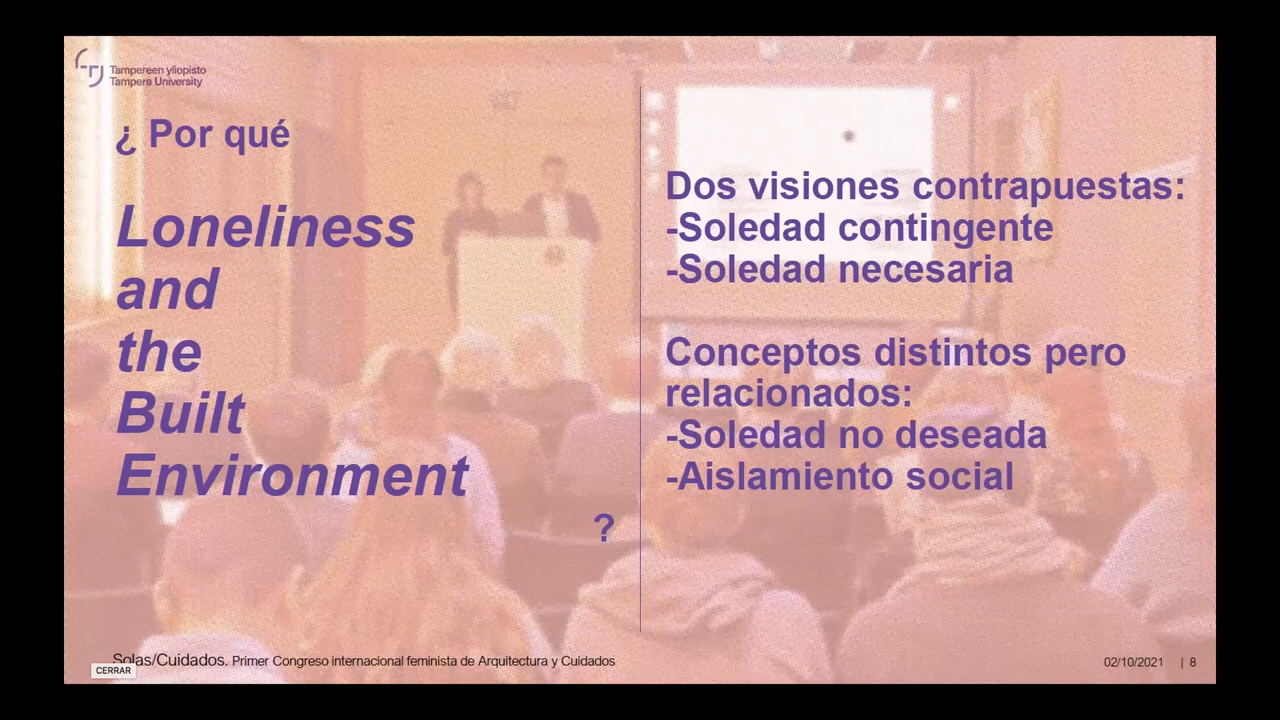 Tampereen yliopisto
Tampere University
¿ Por qué
Loneliness
and
the
Built
Environment
?
Dos visiones contrapuestas:
-Soledad contingente
-Soledad necesaria
Conceptos distintos pero
relacionados:
-Soledad no deseada
-Aislamiento social
Solas/Cuidados. Primer Congreso internacional feminista de Arquitectura y Cuidados
CERRAR
02/10/2021 | 8